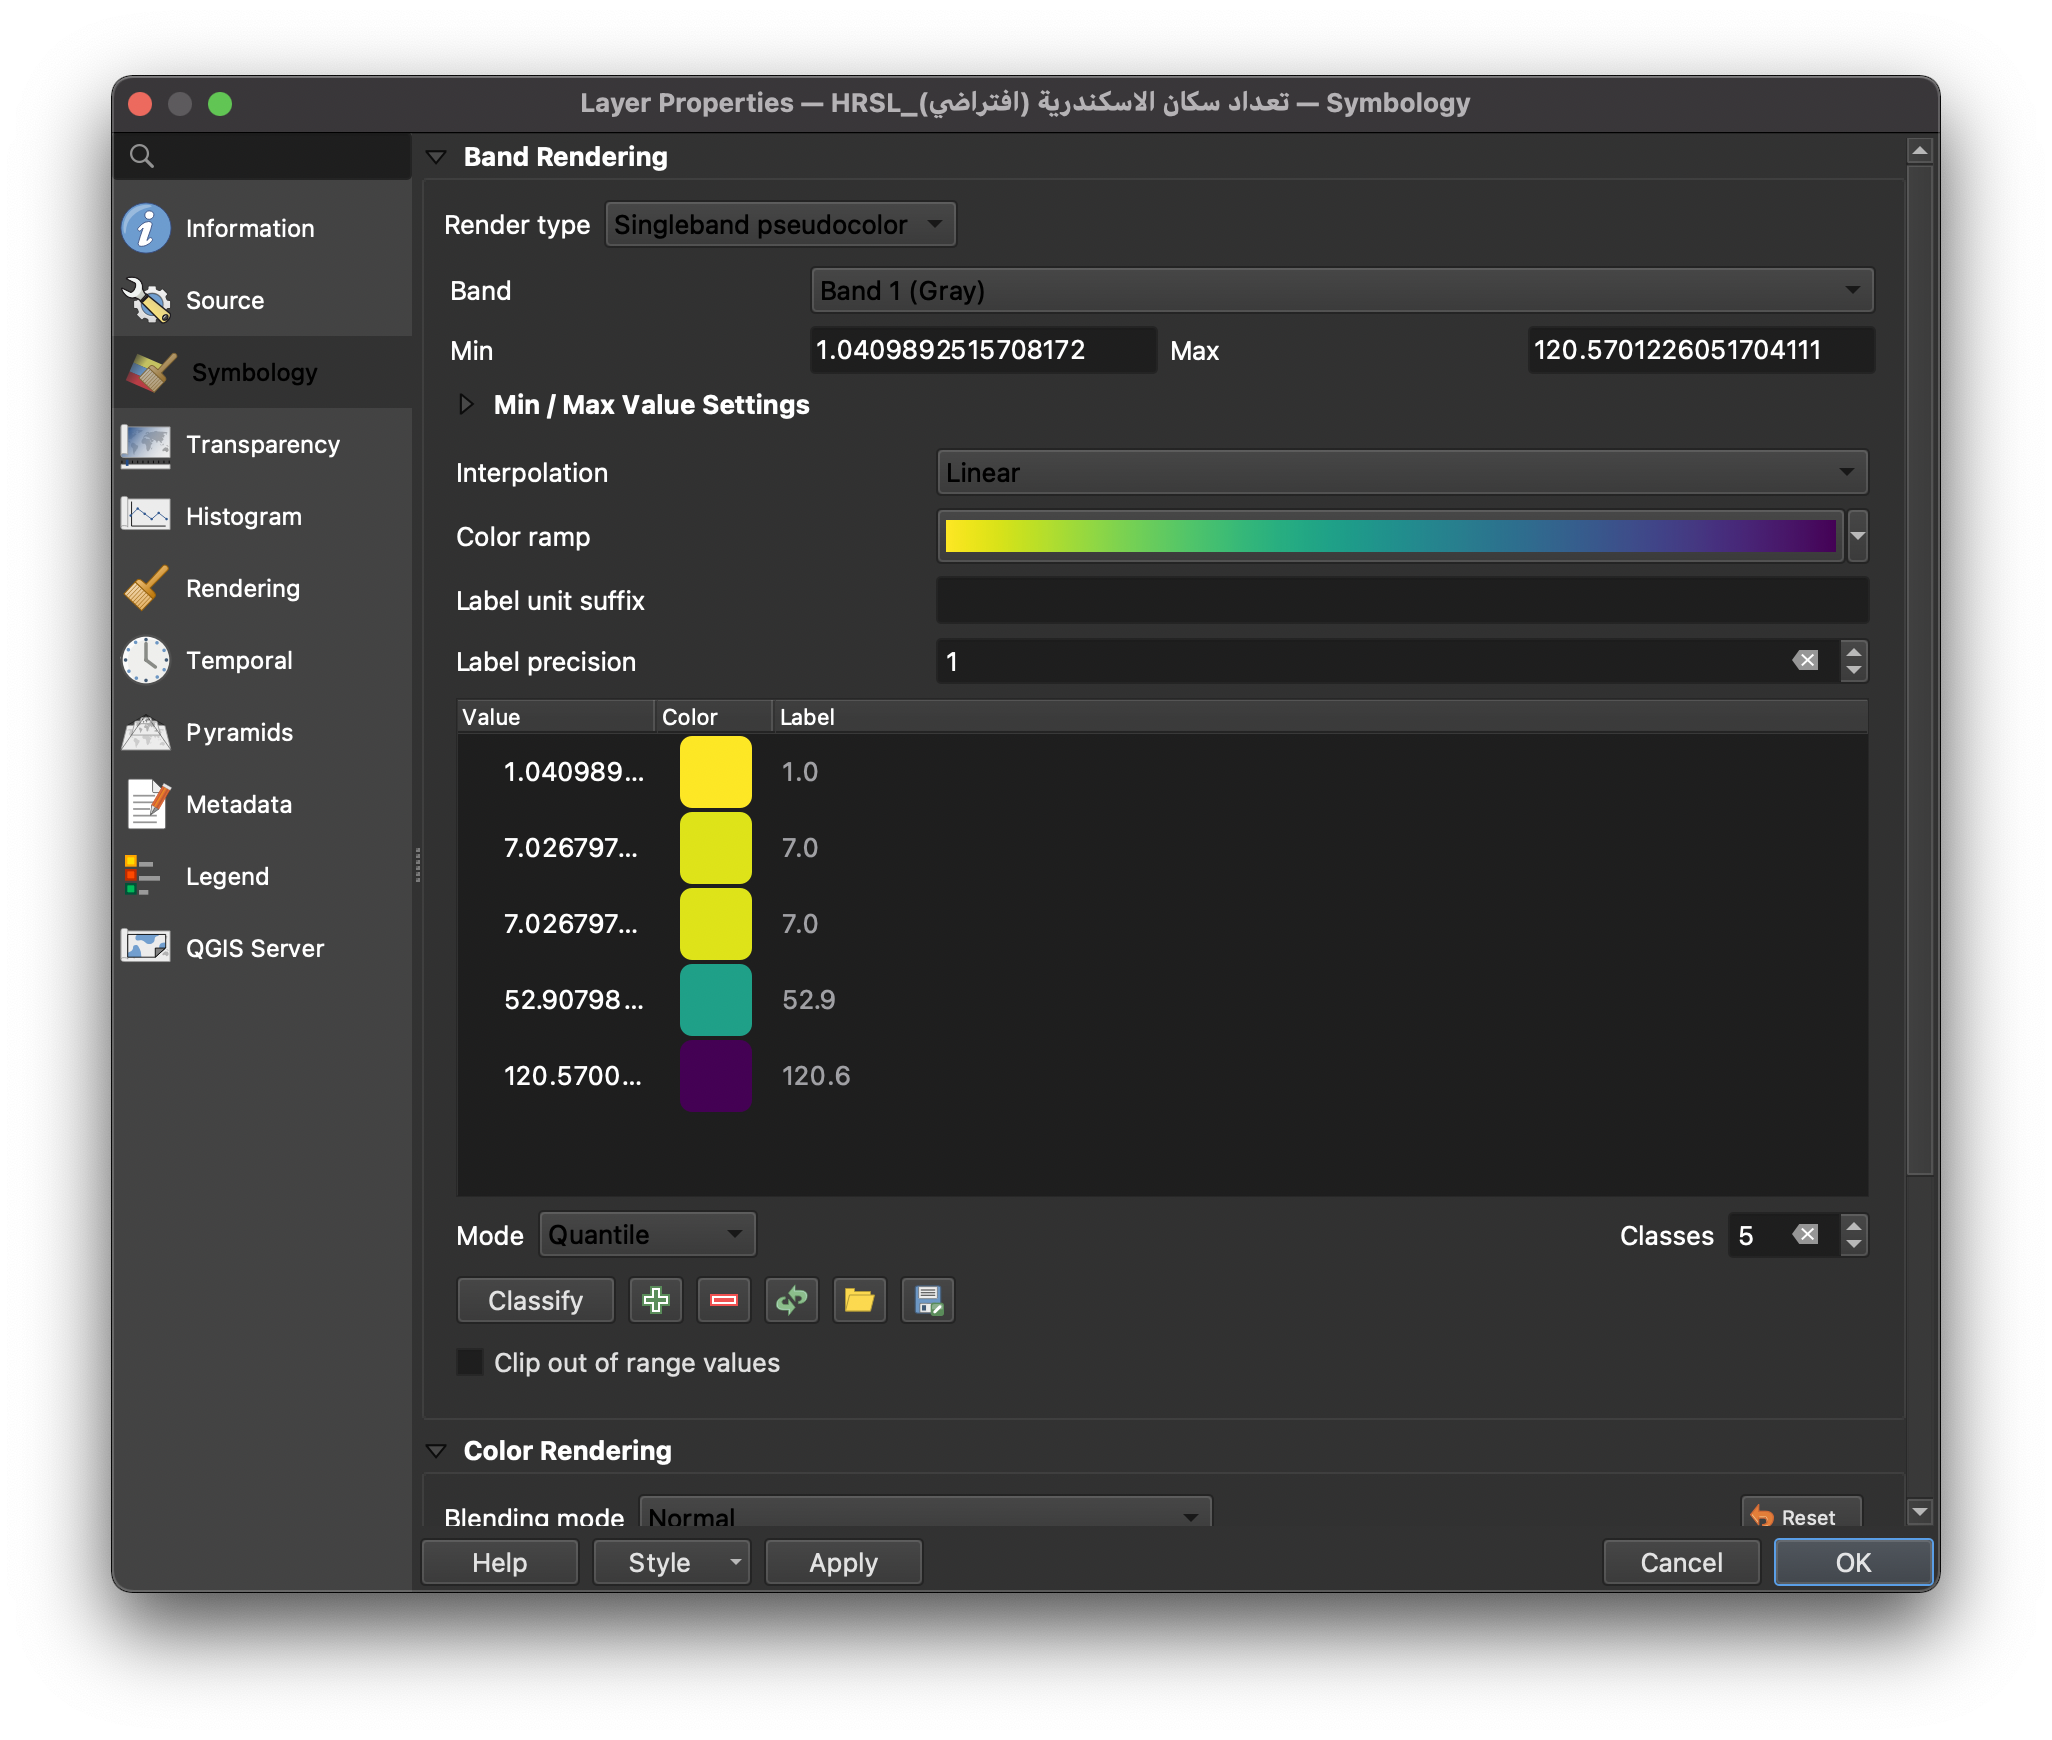 Layer Properties — HRSL_تعداد سكان الاسكندرية (افتراضي) — Symbology
Information
Source
Symbology
Transparency
Histogram
Rendering
Temporal
Pyramids
Metadata
Legend
QGIS Server
Band Rendering
Render type Singleband pseudocolor
Band Band 1 (Gray)
Min 1.0409892515708172 Max 120.5701226051704111
Min / Max Value Settings
Interpolation Linear
Color ramp
Label unit suffix
Label precision 1
Value Color Label
1.040989... 1.0
7.026797... 7.0
7.026797... 7.0
52.90798... 52.9
120.5700... 120.6
Mode Quantile Classes 5
Classify
Clip out of range values
Color Rendering
Blending mode Normal Reset
Help Style Apply Cancel OK